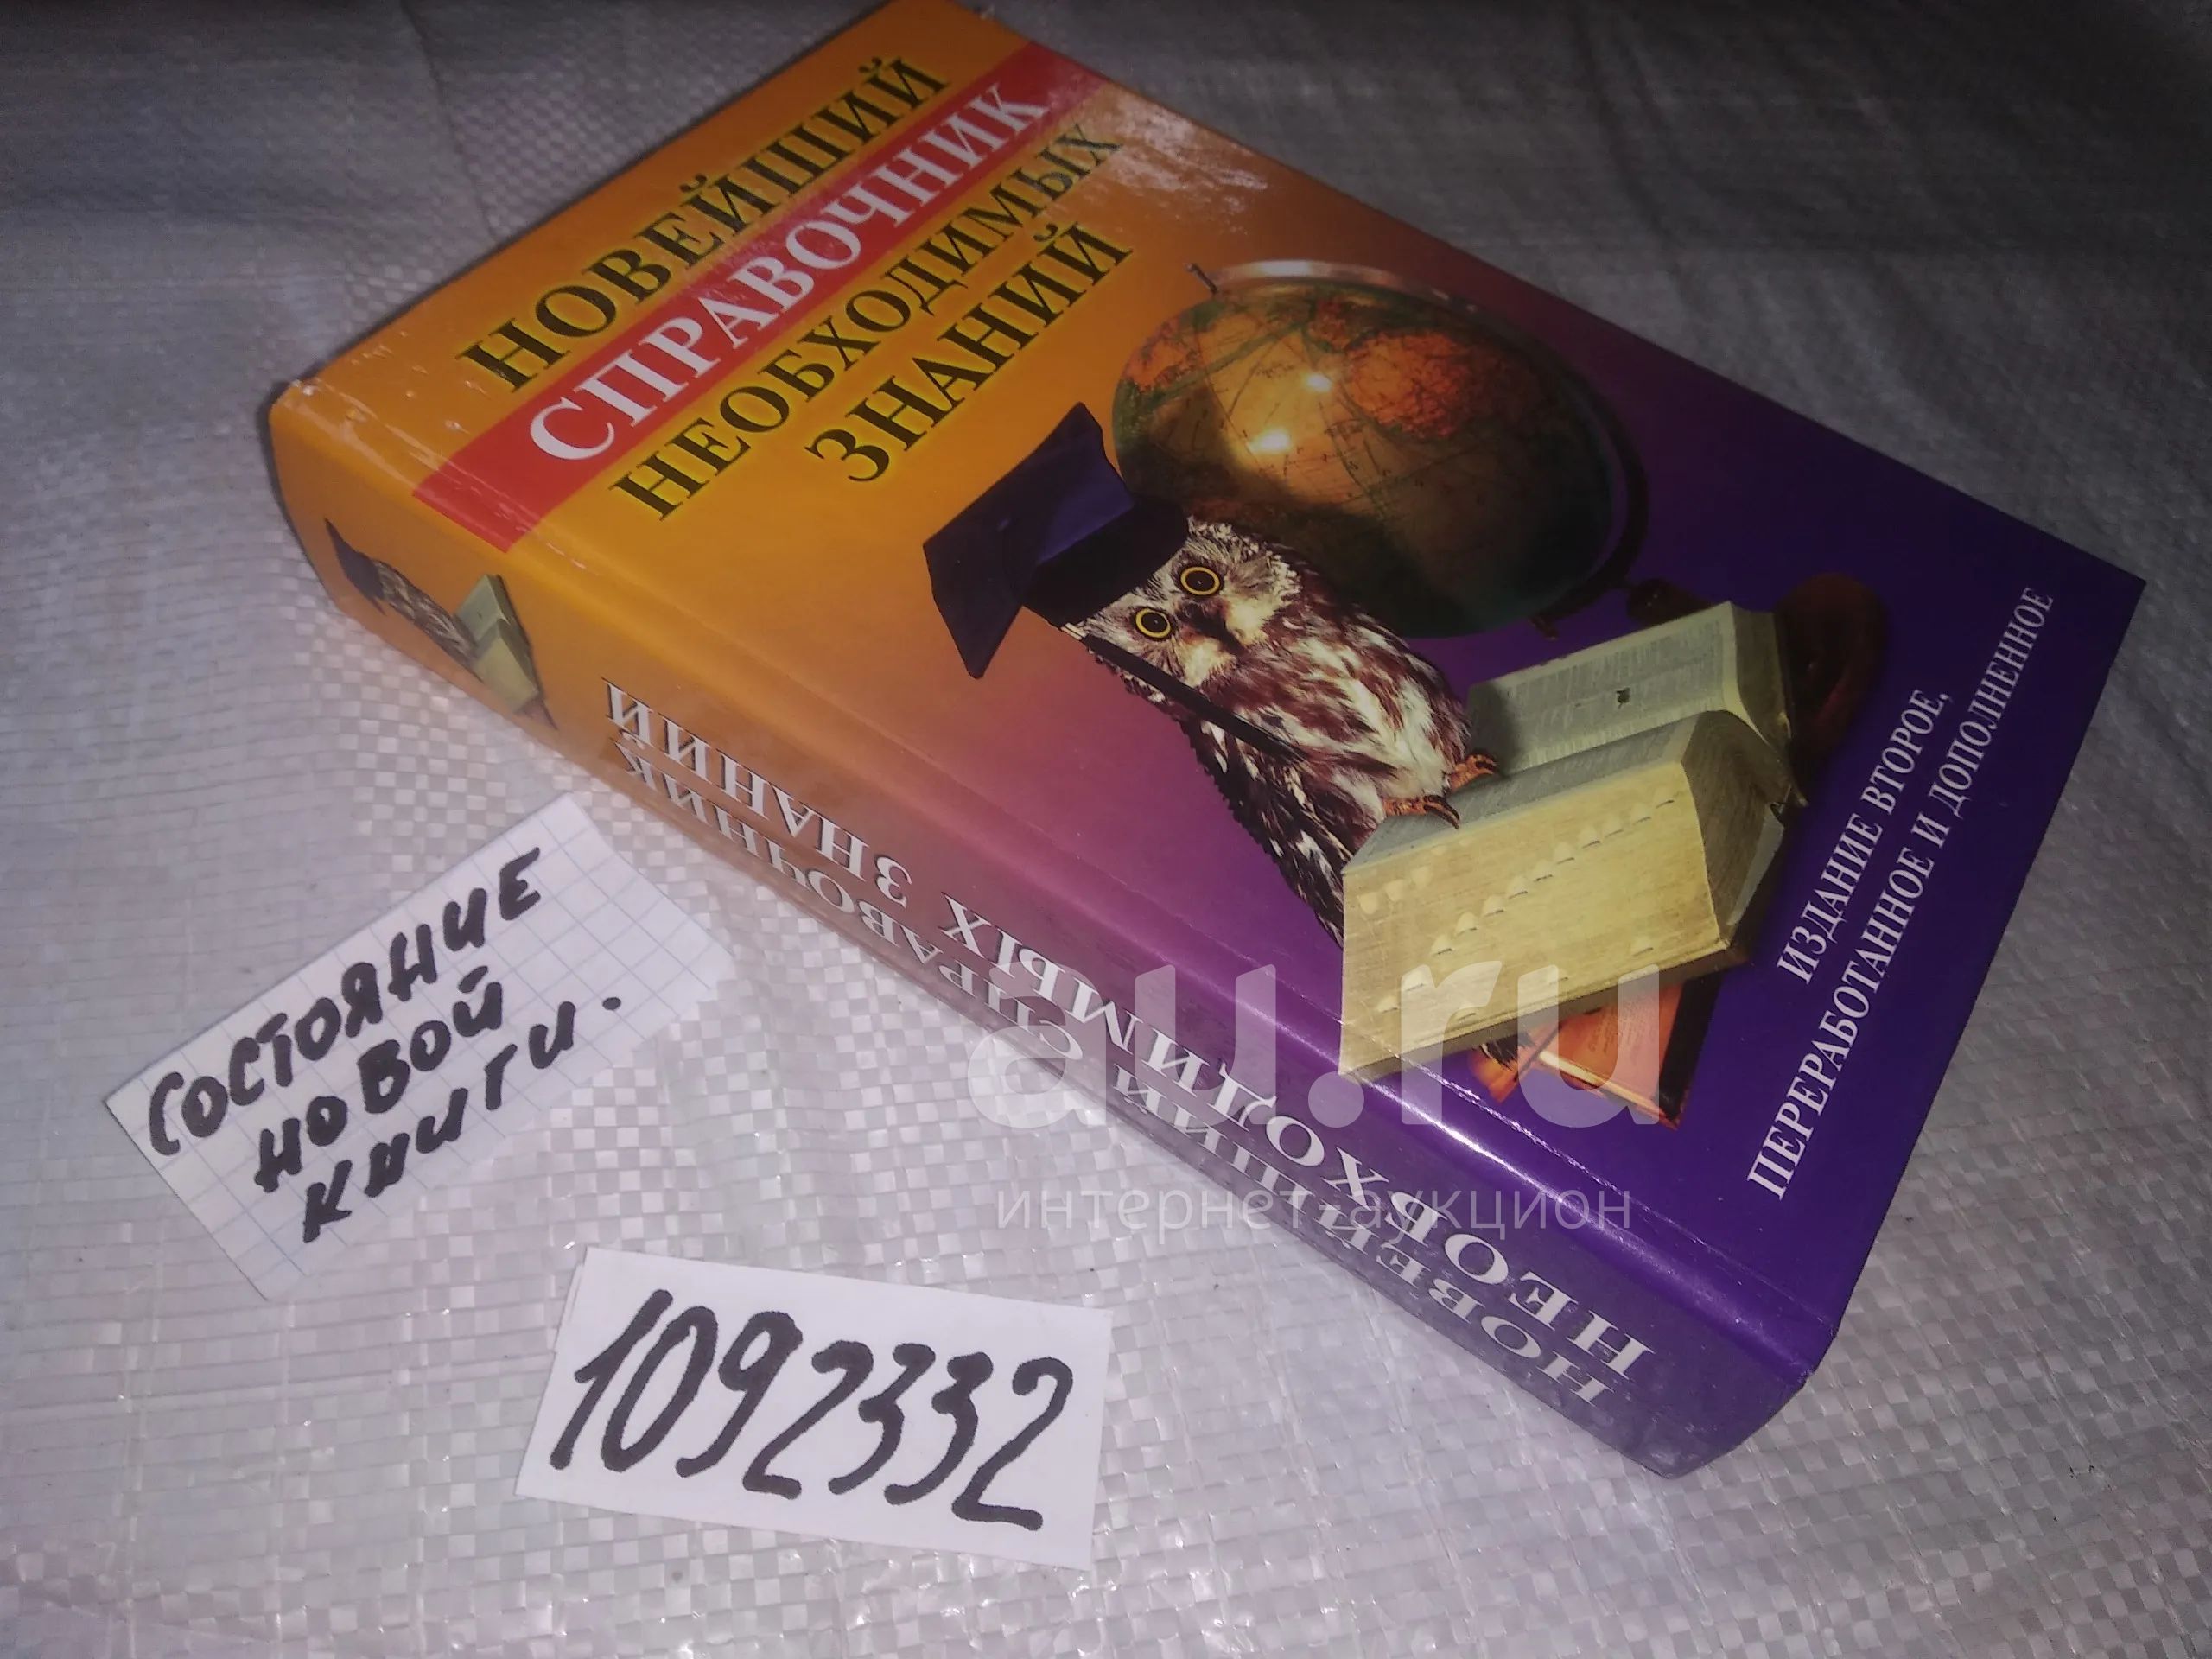 НОВЕЙШИЙ
СПРАВОЧНИК
НЕОБХОДИМЫХ
ЗНАНИЙ
ИЗДАНИЕ ВТОРОЕ,
ПЕРЕРАБОТАННОЕ И ДОПОЛНЕННОЕ
НОВЕЙШИЙ СПРАВОЧНИК
НЕОБХОДИМЫХ ЗНАНИЙ
СОСТОЯНИЕ
НОВОЙ
КНИГИ.
1092332
au.ru
интернет-аукцион